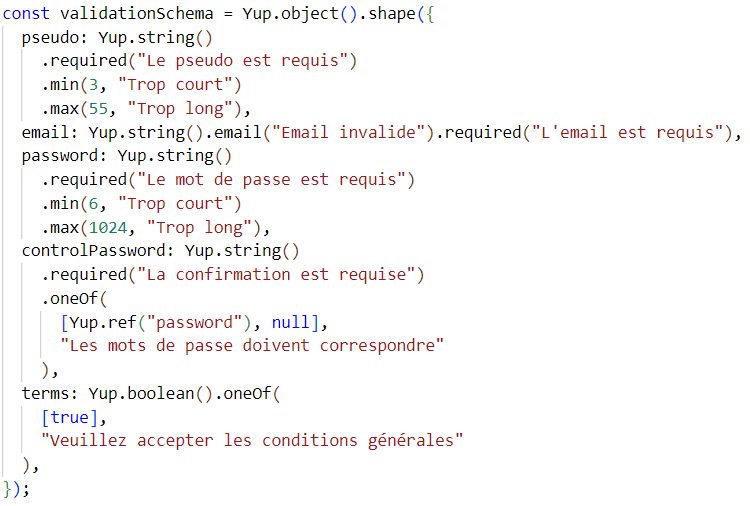 const validationSchema = Yup.object().shape({
  pseudo: Yup.string()
    .required("Le pseudo est requis")
    .min(3, "Trop court")
    .max(55, "Trop long"),
  email: Yup.string().email("Email invalide").required("L'email est requis"),
  password: Yup.string()
    .required("Le mot de passe est requis")
    .min(6, "Trop court")
    .max(1024, "Trop long"),
  controlPassword: Yup.string()
    .required("La confirmation est requise")
    .oneOf(
      [Yup.ref("password"), null],
      "Les mots de passe doivent correspondre"
    ),
  terms: Yup.boolean().oneOf(
    [true],
    "Veuillez accepter les conditions générales"
  ),
});